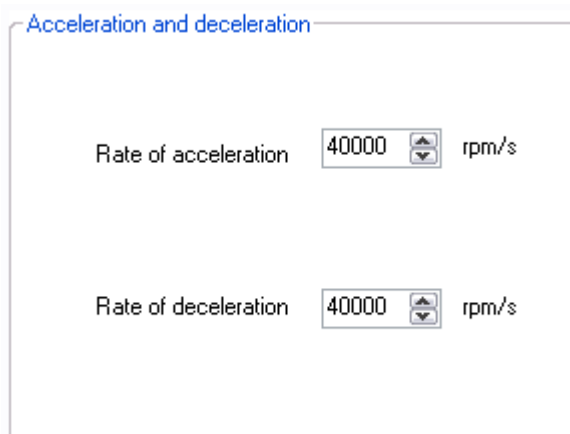 Acceleration and deceleration
Rate of acceleration 40000 rpm/s
Rate of deceleration 40000 rpm/s